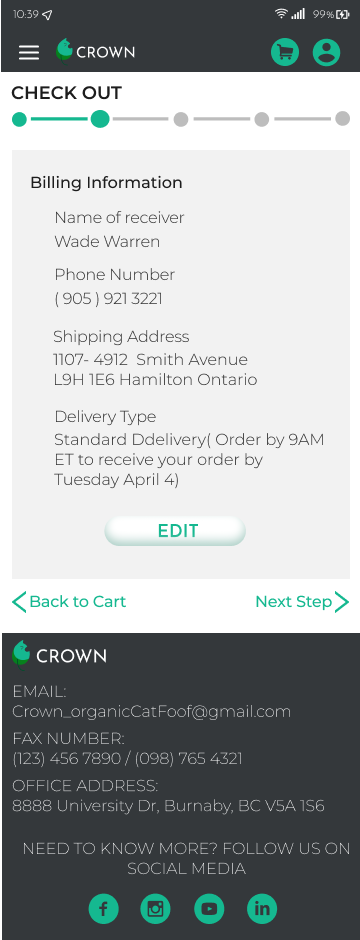 10:39
99%
CROWN
CHECK OUT
Billing Information
Name of receiver
Wade Warren
Phone Number
( 905 ) 921 3221
Shipping Address
1107- 4912  Smith Avenue
L9H 1E6 Hamilton Ontario
Delivery Type
Standard Ddelivery( Order by 9AM
ET to receive your order by
Tuesday April 4)
EDIT
Back to Cart
Next Step
CROWN
EMAIL:
Crown_organicCatFoof@gmail.com
FAX NUMBER:
(123) 456 7890 / (098) 765 4321
OFFICE ADDRESS:
8888 University Dr, Burnaby, BC V5A 1S6
NEED TO KNOW MORE? FOLLOW US ON
SOCIAL MEDIA